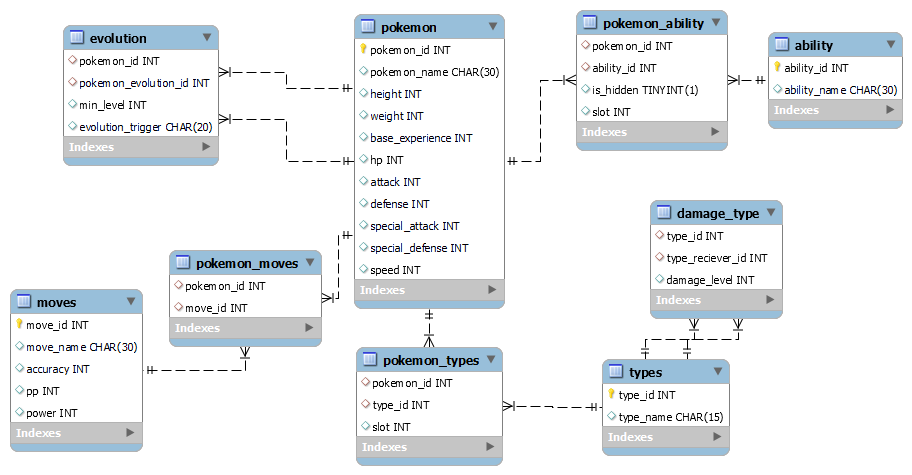 evolution
pokemon_id INT
pokemon_evolution_id INT
min_level INT
evolution_trigger CHAR(20)
Indexes
pokemon
pokemon_id INT
pokemon_name CHAR(30)
height INT
weight INT
base_experience INT
hp INT
attack INT
defense INT
special_attack INT
special_defense INT
speed INT
Indexes
pokemon_ability
pokemon_id INT
ability_id INT
is_hidden TINYINT(1)
slot INT
Indexes
ability
ability_id INT
ability_name CHAR(30)
Indexes
damage_type
type_id INT
type_reciever_id INT
damage_level INT
Indexes
pokemon_moves
pokemon_id INT
move_id INT
Indexes
moves
move_id INT
move_name CHAR(30)
accuracy INT
pp INT
power INT
Indexes
pokemon_types
pokemon_id INT
type_id INT
slot INT
Indexes
types
type_id INT
type_name CHAR(15)
Indexes